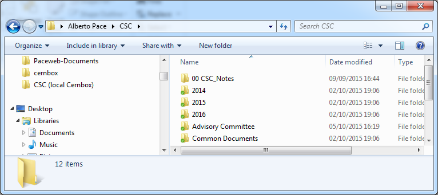 Alberto Pace ▸ CSC ▸
Search CSC
Organize Include in library Share with New folder
Paceweb-Documents
cernbox
CSC (local Cernbox)
Desktop
Libraries
Documents
Music
Name Date modified Type
00 CSC_Notes 09/09/2015 16:44 File folde
2014 02/10/2015 19:06 File folde
2015 02/10/2015 19:06 File folde
2016 02/10/2015 19:06 File folde
Advisory Committee 05/10/2015 16:19 File folde
Common Documents 02/10/2015 19:06 File folde
12 items